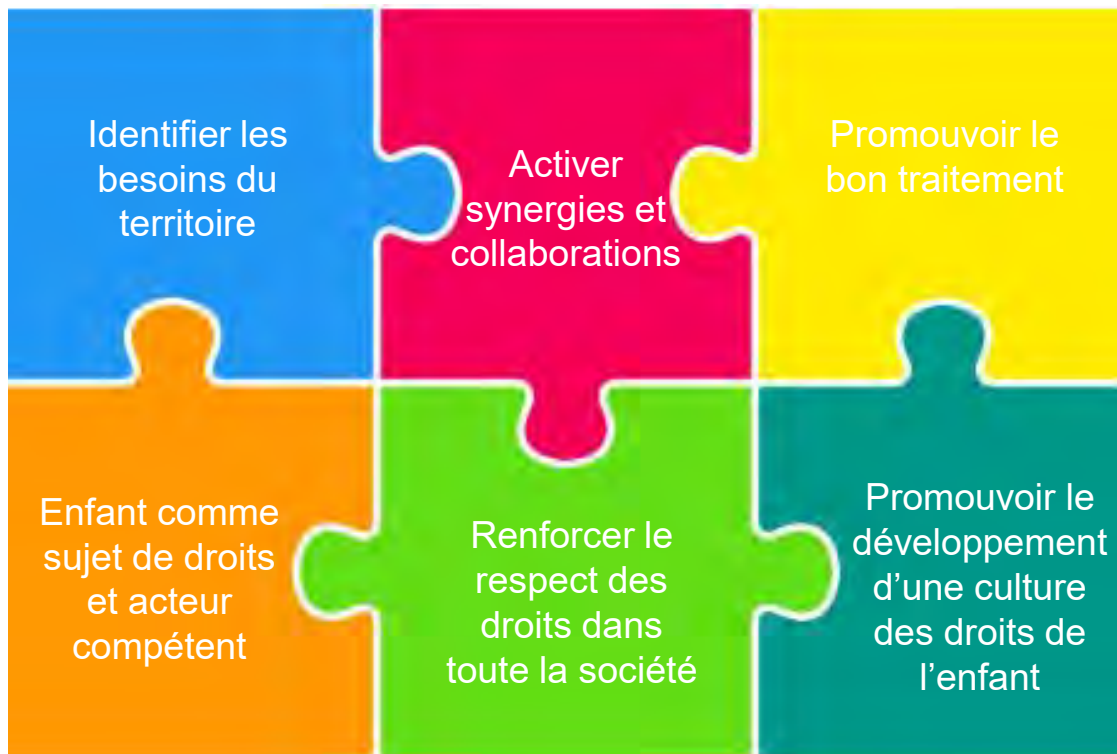 Identifier les
besoins du
territoire
Activer
synergies et
collaborations
Promouvoir le
bon traitement
Enfant comme
sujet de droits
et acteur
compétent
Renforcer le
respect des
droits dans
toute la société
Promouvoir le
développement
d’une culture
des droits de
l’enfant